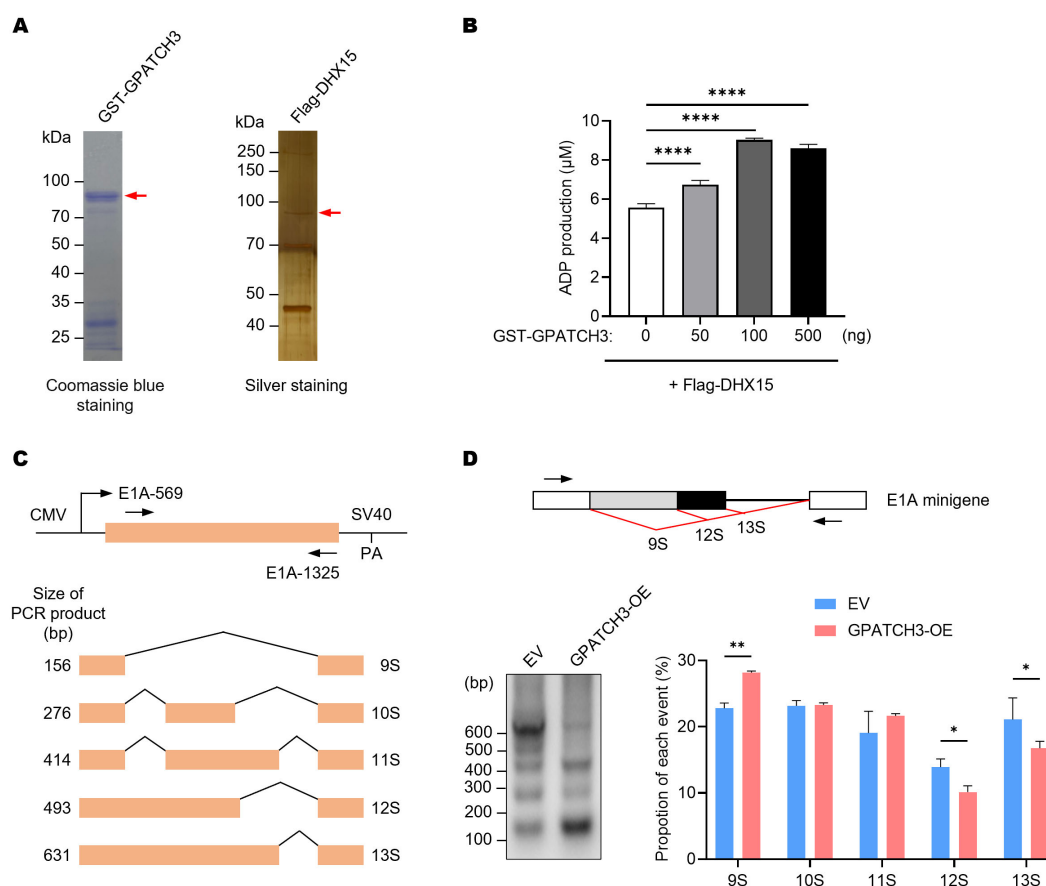 A
GST-GPATCH3
kDa
100
70
50
40
35
25
Coomassie blue
staining
Flag-DHX15
kDa
250
150
100
70
50
40
Silver staining
B
ADP production (μM)
10
8
6
4
2
0
****
****
****
GST-GPATCH3:
0
50
100
500
(ng)
+ Flag-DHX15
C
CMV
E1A-569
SV40
PA
E1A-1325
Size of
PCR product
(bp)
156
9S
276
10S
414
11S
493
12S
631
13S
D
E1A minigene
9S
12S
13S
EV
GPATCH3-OE
(bp)
600
500
400
300
200
100
EV
GPATCH3-OE
Propotion of each event (%)
30
20
10
0
**
*
*
9S
10S
11S
12S
13S